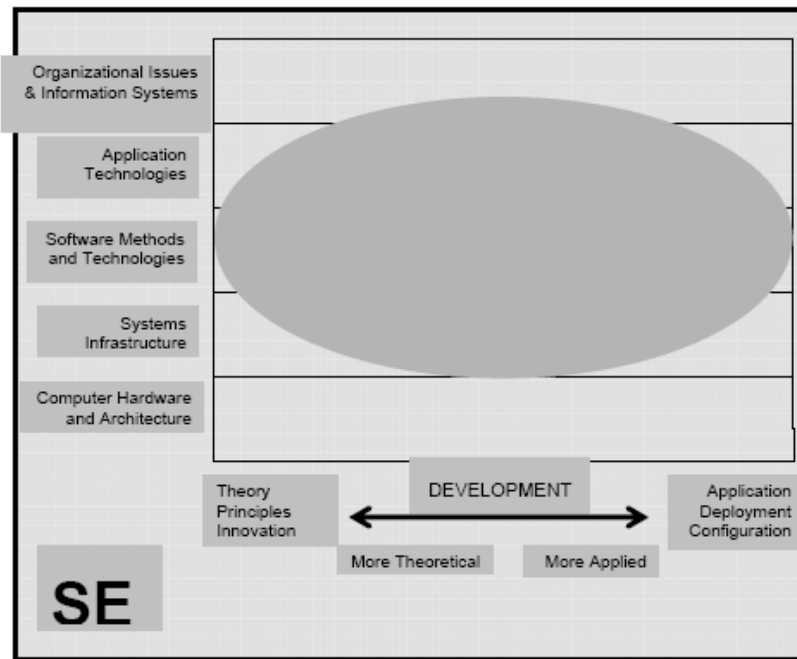 Organizational Issues
& Information Systems
Application
Technologies
Software Methods
and Technologies
Systems
Infrastructure
Computer Hardware
and Architecture
Theory
Principles
Innovation
DEVELOPMENT
Application
Deployment
Configuration
More Theoretical
More Applied
SE